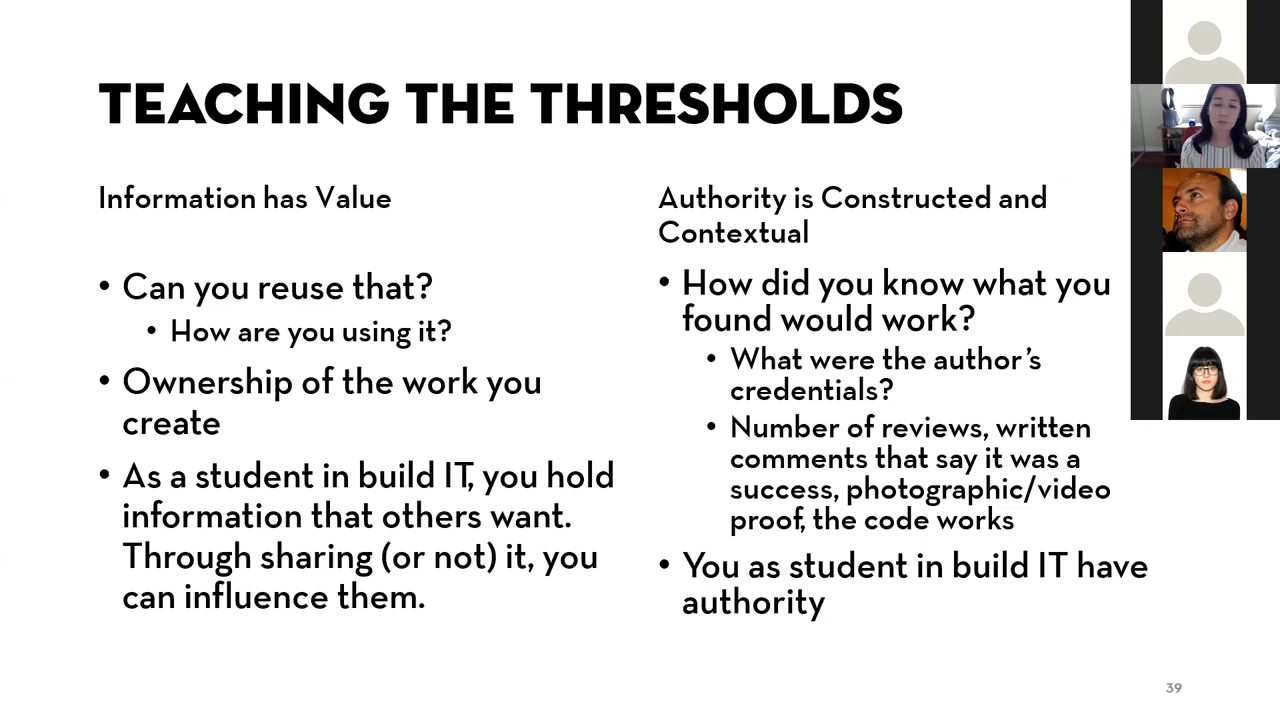 TEACHING THE THRESHOLDS
Information has Value
• Can you reuse that?
• How are you using it?
• Ownership of the work you
create
• As a student in build IT, you hold
information that others want.
Through sharing (or not) it, you
can influence them.
Authority is Constructed and
Contextual
• How did you know what you
found would work?
• What were the author's
credentials?
• Number of reviews, written
comments that say it was a
success, photographic/video
proof, the code works
• You as student in build IT have
authority
39